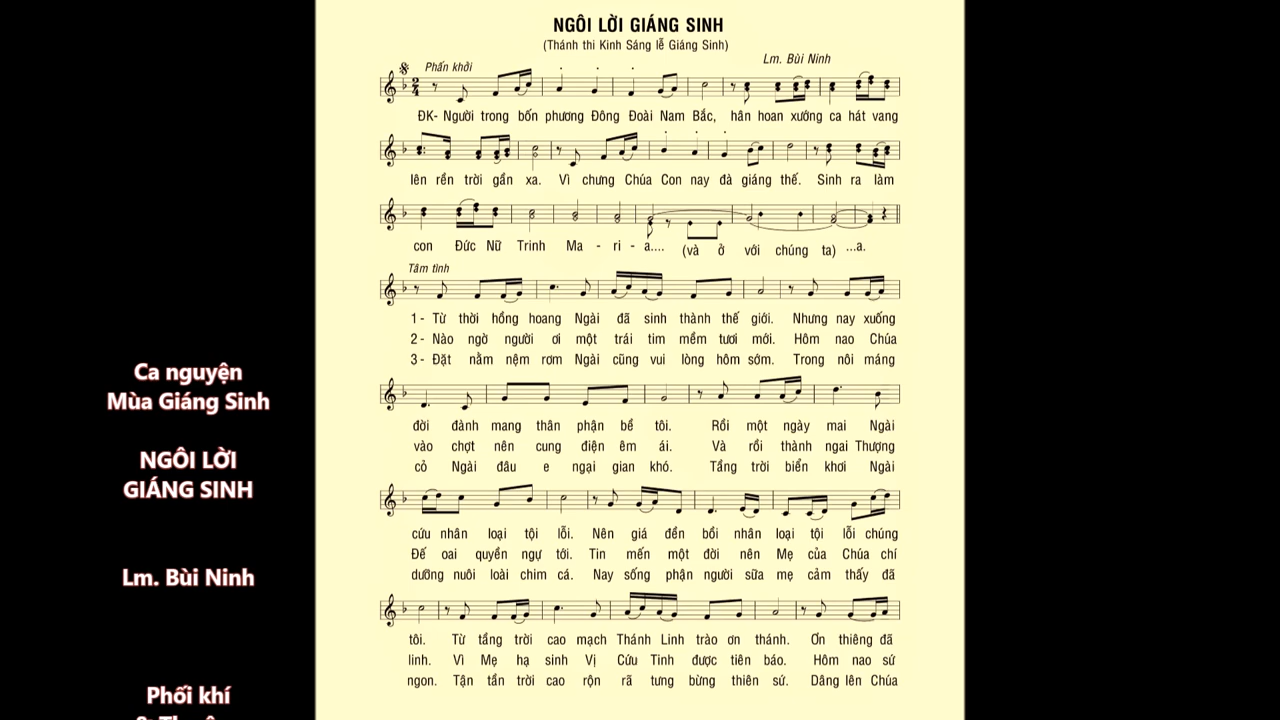 NGÔI LỜI GIÁNG SINH
(Thánh thi Kinh Sáng lễ Giáng Sinh)
Phấn khởi
Lm. Bùi Ninh
ĐK- Người trong bốn phương Đông Đoài Nam Bắc, hân hoan xướng ca hát vang
lên rền trời gần xa. Vì chưng Chúa Con nay đà giáng thế. Sinh ra làm
con Đức Nữ Trinh Ma - ri - a.... (và ở với chúng ta) ...a.
Tâm tình
1- Từ thời hồng hoang Ngài đã sinh thành thế giới. Nhưng nay xuống
2- Nào ngờ người ơi một trái tim mềm tươi mới. Hôm nao Chúa
3- Đặt nằm nệm rơm Ngài cũng vui lòng hôm sớm. Trong nôi máng
đời đành mang thân phận bề tôi. Rồi một ngày mai Ngài
vào chợt nên cung điện êm ái. Và rồi thành ngai Thượng
cỏ Ngài đâu e ngại gian khó. Tầng trời biển khơi Ngài
cứu nhân loại tội lỗi. Nên giá đền bồi nhân loại tội lỗi chúng
Đế oai quyền ngự tới. Tin mến một đời nên Mẹ của Chúa chí
dưỡng nuôi loài chim cá. Nay sống phận người sữa mẹ cảm thấy đã
tôi. Từ tầng trời cao mạch Thánh Linh trào ơn thánh. Ơn thiêng đã
linh. Vì Mẹ hạ sinh Vị Cứu Tinh được tiên báo. Hôm nao sứ
ngon. Tận tần trời cao rộn rã tưng bừng thiên sứ. Dâng lên Chúa
Ca nguyện
Mùa Giáng Sinh
NGÔI LỜI
GIÁNG SINH
Lm. Bùi Ninh
Phối khí